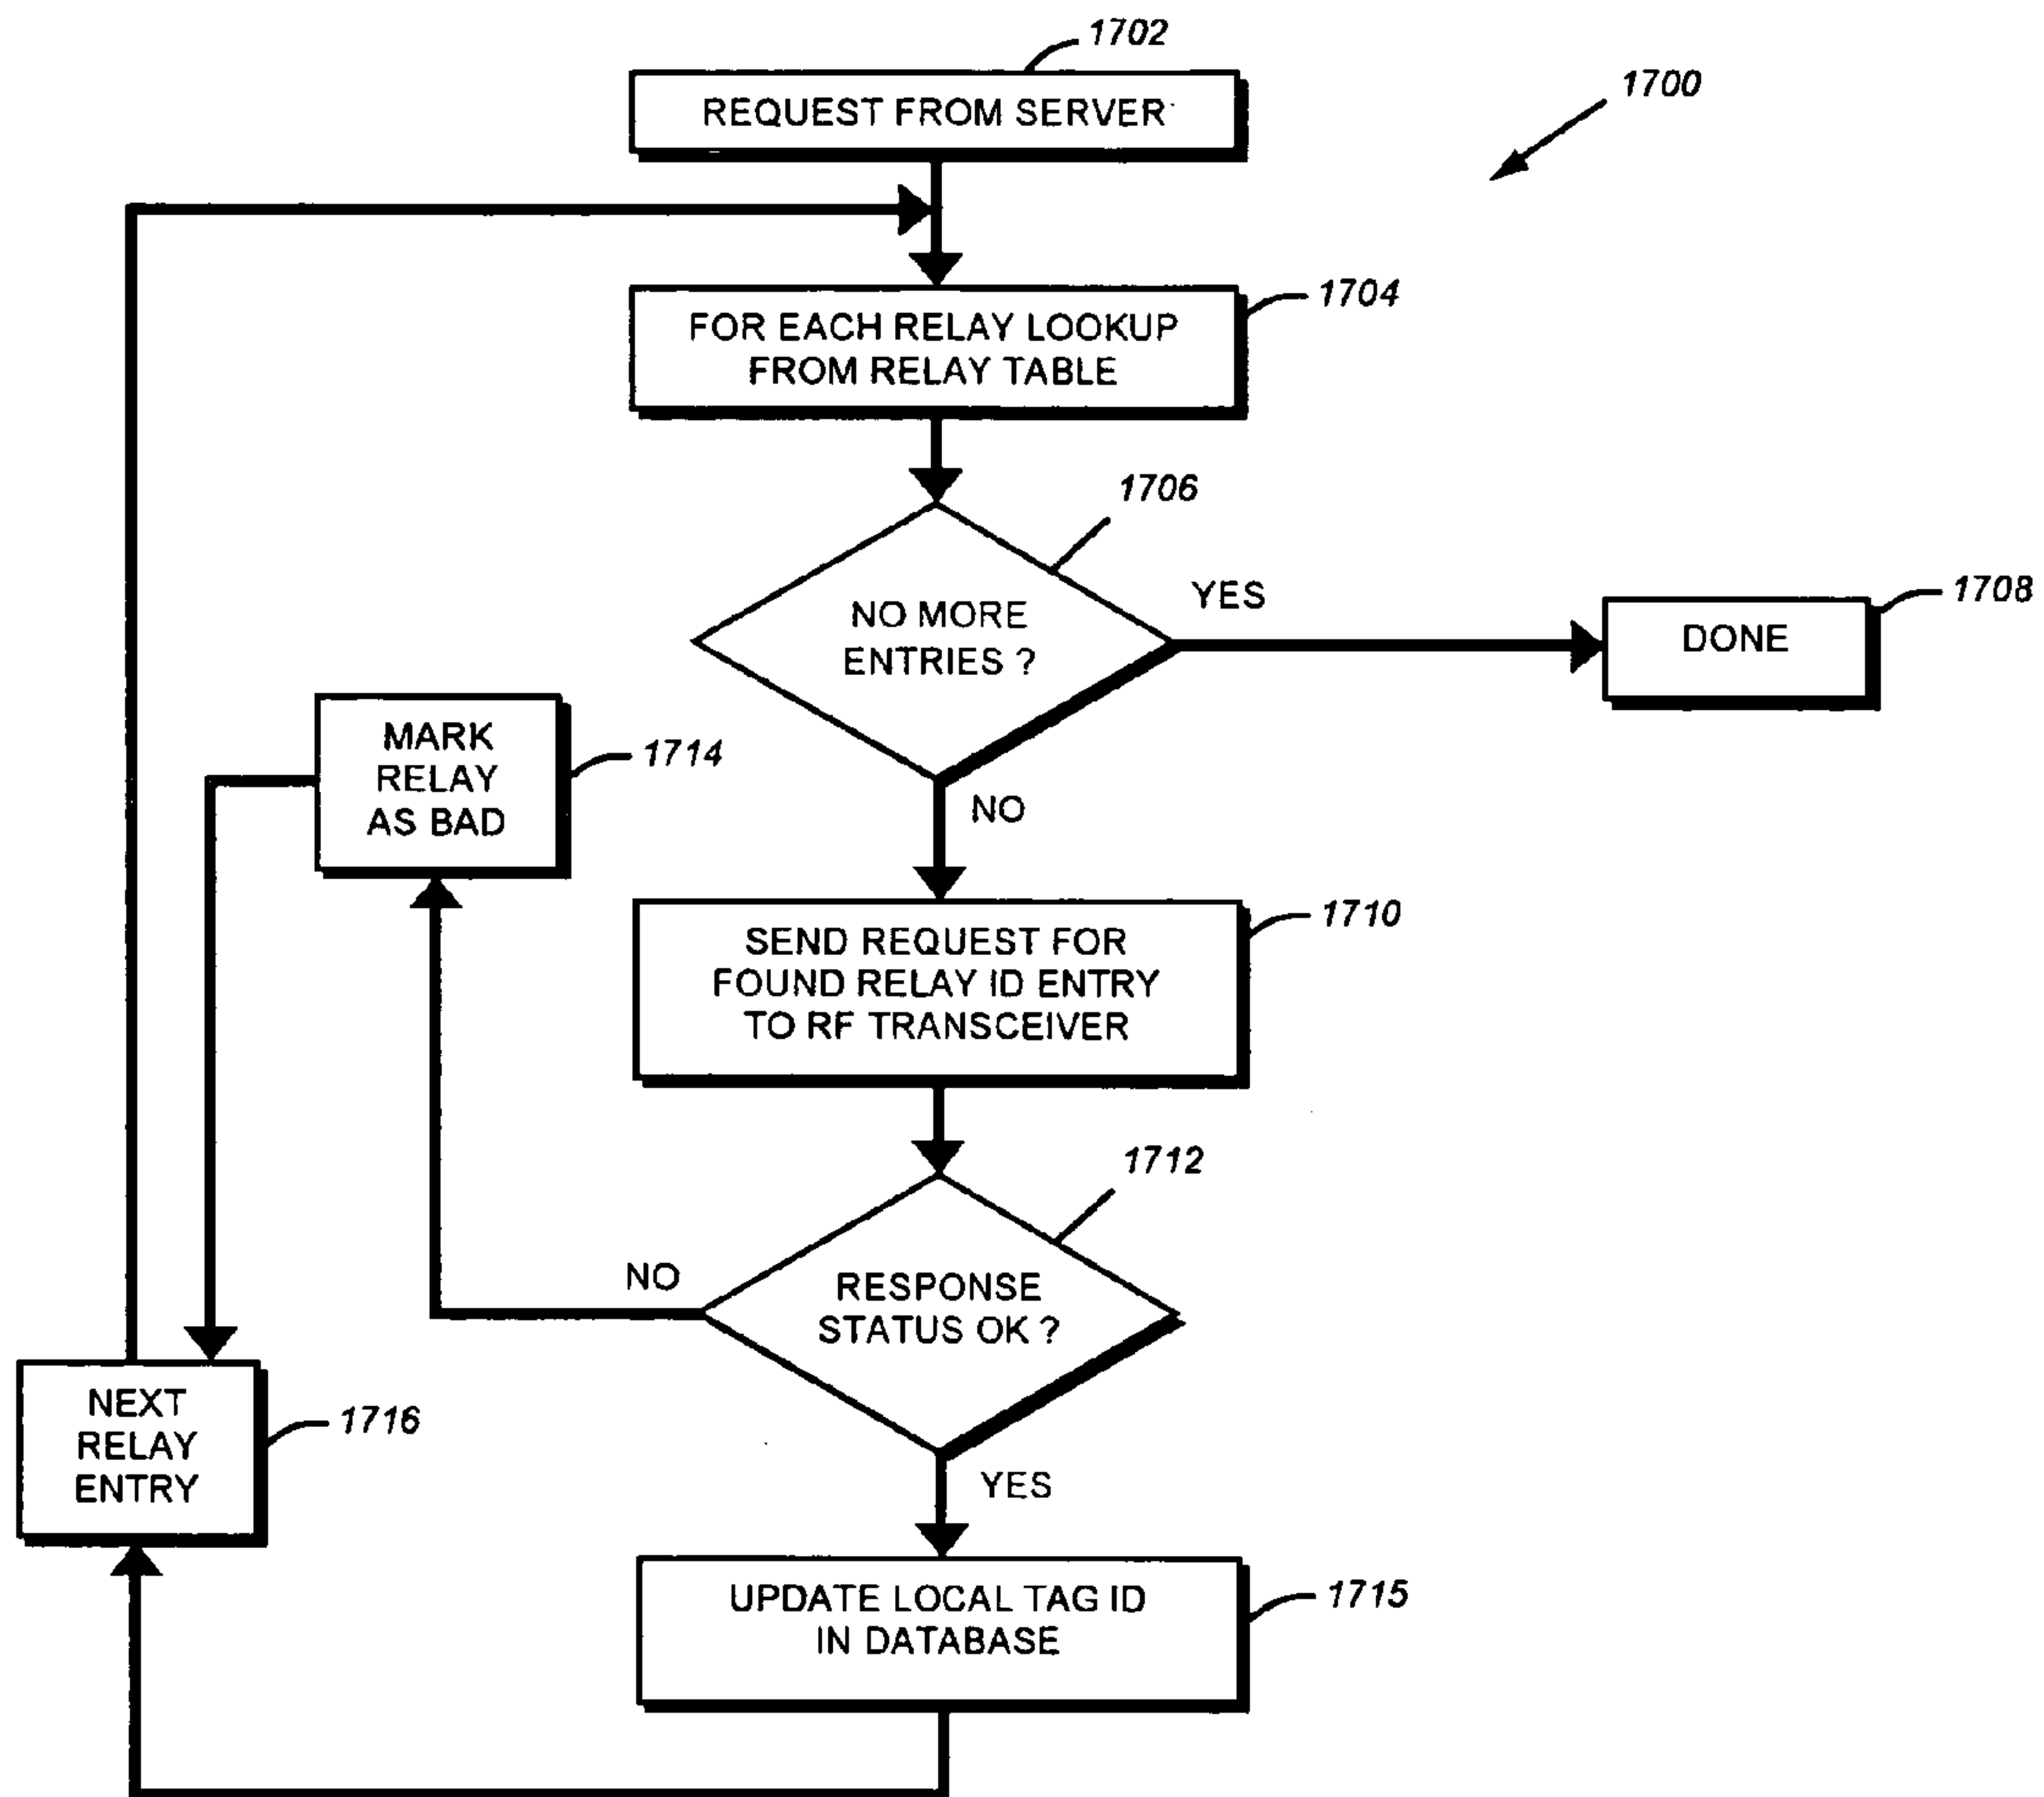 1702
REQUEST FROM SERVER
1700
1704
FOR EACH RELAY LOOKUP
FROM RELAY TABLE
1706
NO MORE
ENTRIES ?
YES
1708
DONE
MARK
RELAY
AS BAD
1714
NO
1710
SEND REQUEST FOR
FOUND RELAY ID ENTRY
TO RF TRANSCEIVER
1712
RESPONSE
STATUS OK ?
NO
NEXT
RELAY
ENTRY
1716
YES
1715
UPDATE LOCAL TAG ID
IN DATABASE